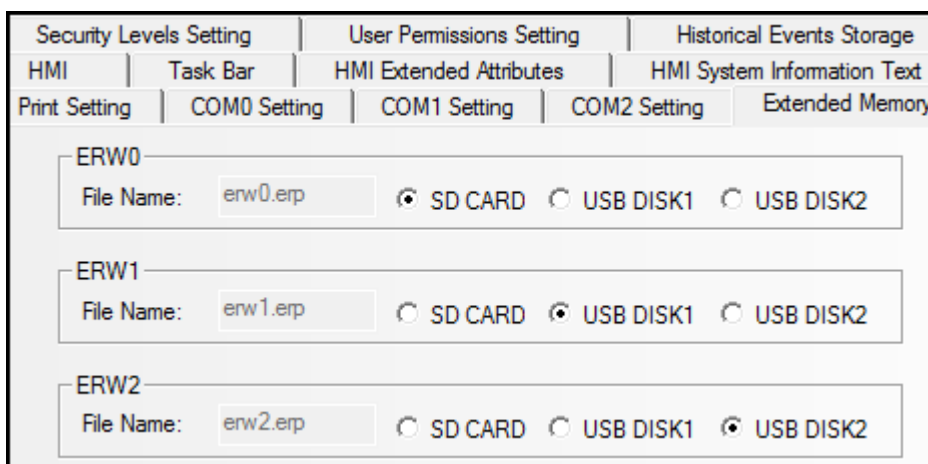 Security Levels Setting User Permissions Setting Historical Events Storage
HMI Task Bar HMI Extended Attributes HMI System Information Text
Print Setting COM0 Setting COM1 Setting COM2 Setting Extended Memory
ERW0
File Name: erw0.erp SD CARD USB DISK1 USB DISK2
ERW1
File Name: erw1.erp SD CARD USB DISK1 USB DISK2
ERW2
File Name: erw2.erp SD CARD USB DISK1 USB DISK2